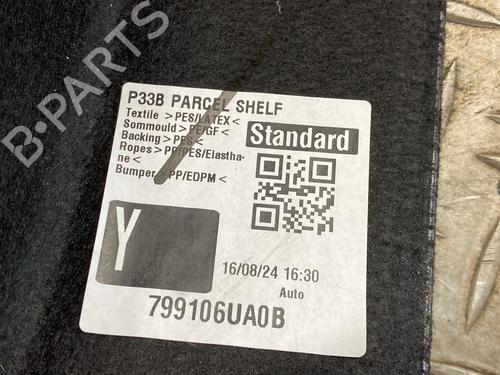 B-PARTS
P33B PARCEL SHELF
Textile >PES/LATEX<
Sommould >PE/GF<
Backing >PES<
Ropes >PP/PES/Elastha-
ne<
Bumper >PP/EDPM<
Standard
Y
16/08/24 16:30
Auto
799106UA0B